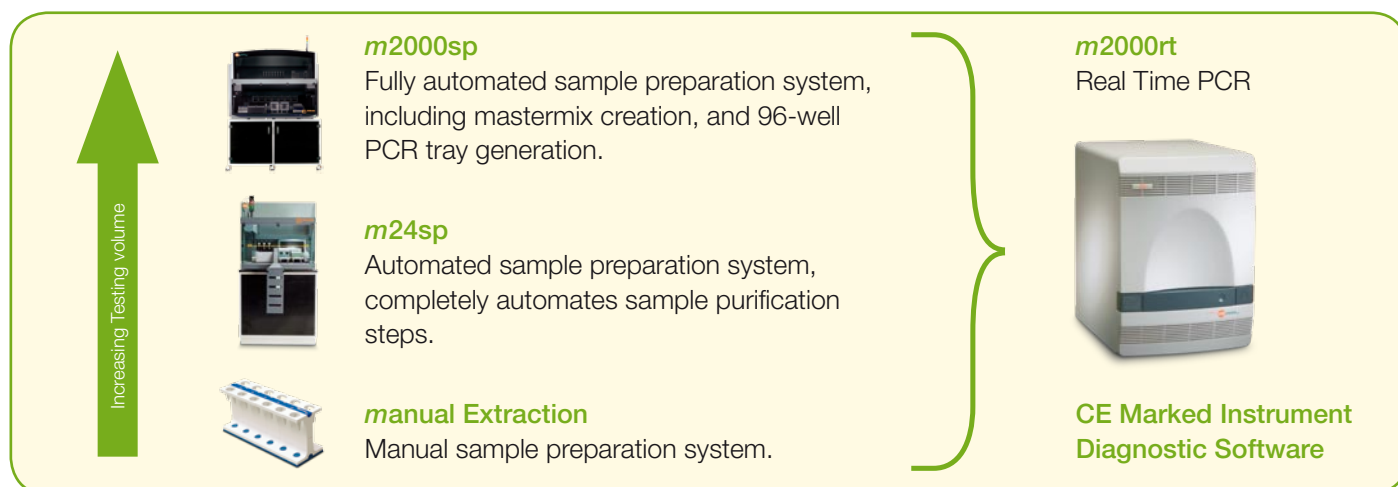 Increasing Testing volume
m2000sp
Fully automated sample preparation system,
including mastermix creation, and 96-well
PCR tray generation.
m24sp
Automated sample preparation system,
completely automates sample purification
steps.
manual Extraction
Manual sample preparation system.
m2000rt
Real Time PCR
CE Marked Instrument
Diagnostic Software